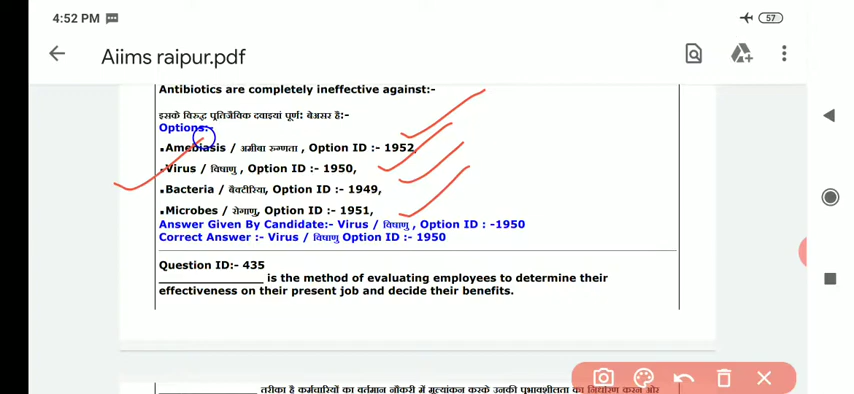 4:52 PM
57
Aiims raipur.pdf
Antibiotics are completely ineffective against:-
इसके विरुद्ध प्रतिजैविक दवाइयां पूर्ण: बेअसर है:-
Options:-
.Amebiasis / अमीबा रुग्णता , Option ID :- 1952,
.Virus / विषाणु , Option ID :- 1950,
.Bacteria / बैक्टीरिया, Option ID :- 1949,
.Microbes / रोगाणु, Option ID :- 1951,
Answer Given By Candidate:- Virus / विषाणु , Option ID : -1950
Correct Answer :- Virus / विषाणु Option ID :- 1950
Question ID:- 435
_______________ is the method of evaluating employees to determine their
effectiveness on their present job and decide their benefits.
_______________ तरीका है कर्मचारियों का वर्तमान नौकरी में मूल्यांकन करके उनकी प्रभावशीलता का निर्धारण करन और